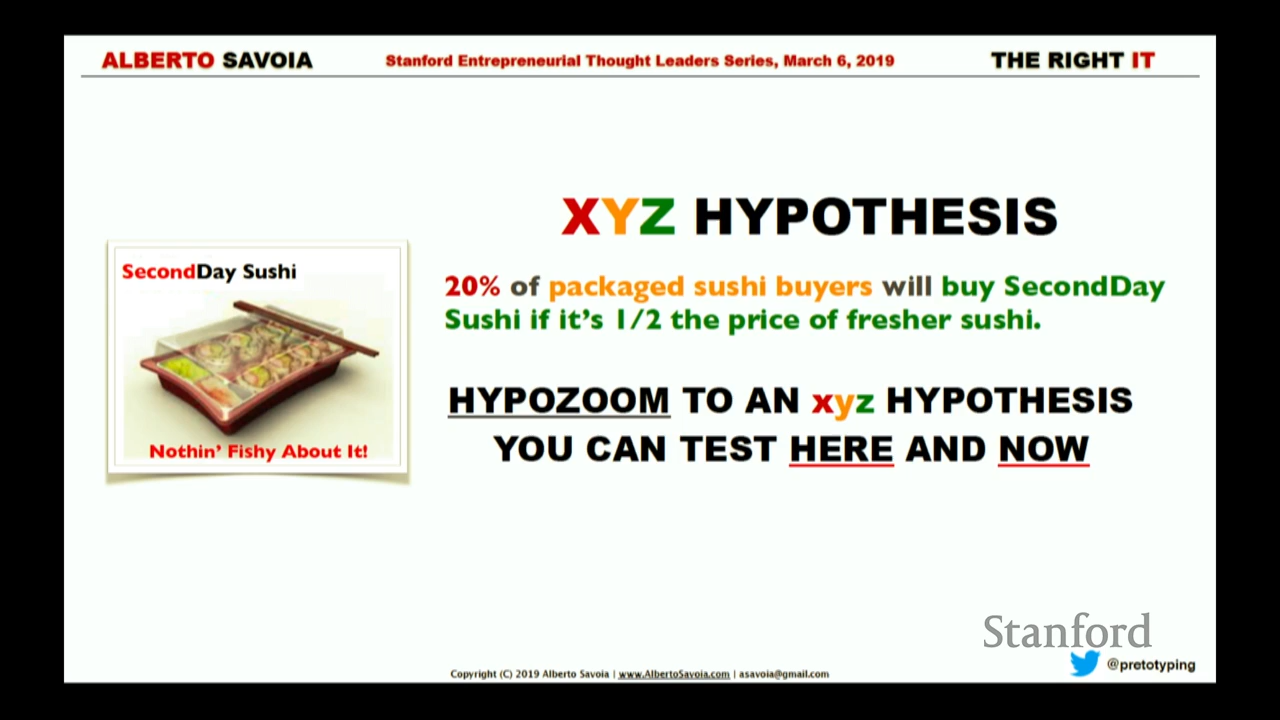 ALBERTO SAVOIA
Stanford Entrepreneurial Thought Leaders Series, March 6, 2019
THE RIGHT IT
XYZ HYPOTHESIS
SecondDay Sushi
Nothin' Fishy About It!
20% of packaged sushi buyers will buy SecondDay
Sushi if it's 1/2 the price of fresher sushi.
HYPOZOOM TO AN xyz HYPOTHESIS
YOU CAN TEST HERE AND NOW
Stanford
@pretotyping
Copyright (C) 2019 Alberto Savoia | www.AlbertoSavoia.com | asavoia@gmail.com